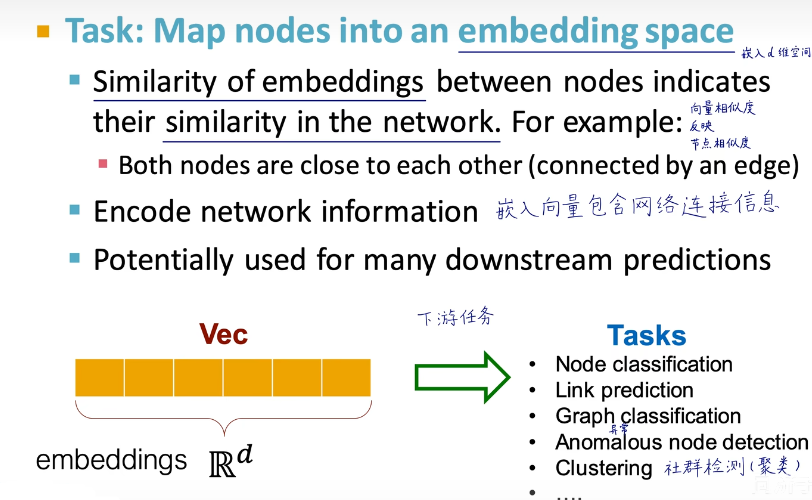 Task: Map nodes into an embedding space
嵌入d维空间
Similarity of embeddings between nodes indicates
their similarity in the network. For example:
向量相似度
反映
节点相似度
Both nodes are close to each other (connected by an edge)
Encode network information 嵌入向量包含网络连接信息
Potentially used for many downstream predictions
下游任务
Vec
Tasks
• Node classification
• Link prediction
• Graph classification
异常
• Anomalous node detection
• Clustering 社群检测(聚类)
• ....
embeddings ℝᵈ